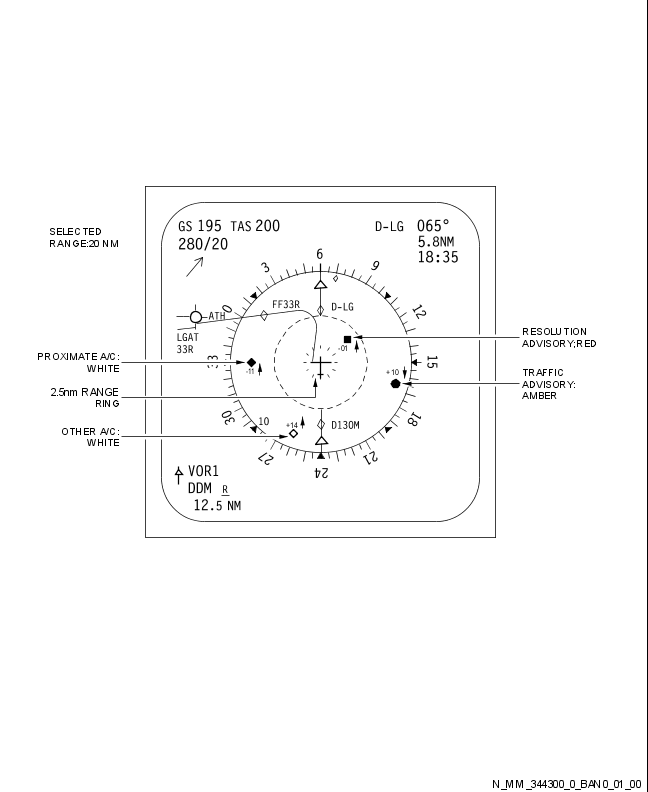 SELECTED
RANGE:20 NM
GS 195 TAS 200
280/20
D-LG 065°
5.8NM
18:35
6
3
9
0
12
FF33R
D-LG
ATH
LGAT
33R
-01
RESOLUTION
ADVISORY;RED
PROXIMATE A/C:
WHITE
33
-11
+10
15
TRAFFIC
ADVISORY:
AMBER
2.5nm RANGE
RING
30
10
+14
D130M
18
OTHER A/C:
WHITE
27
24
21
VOR1
DDM R
12.5 NM
N_MM_344300_0_BAN0_01_00